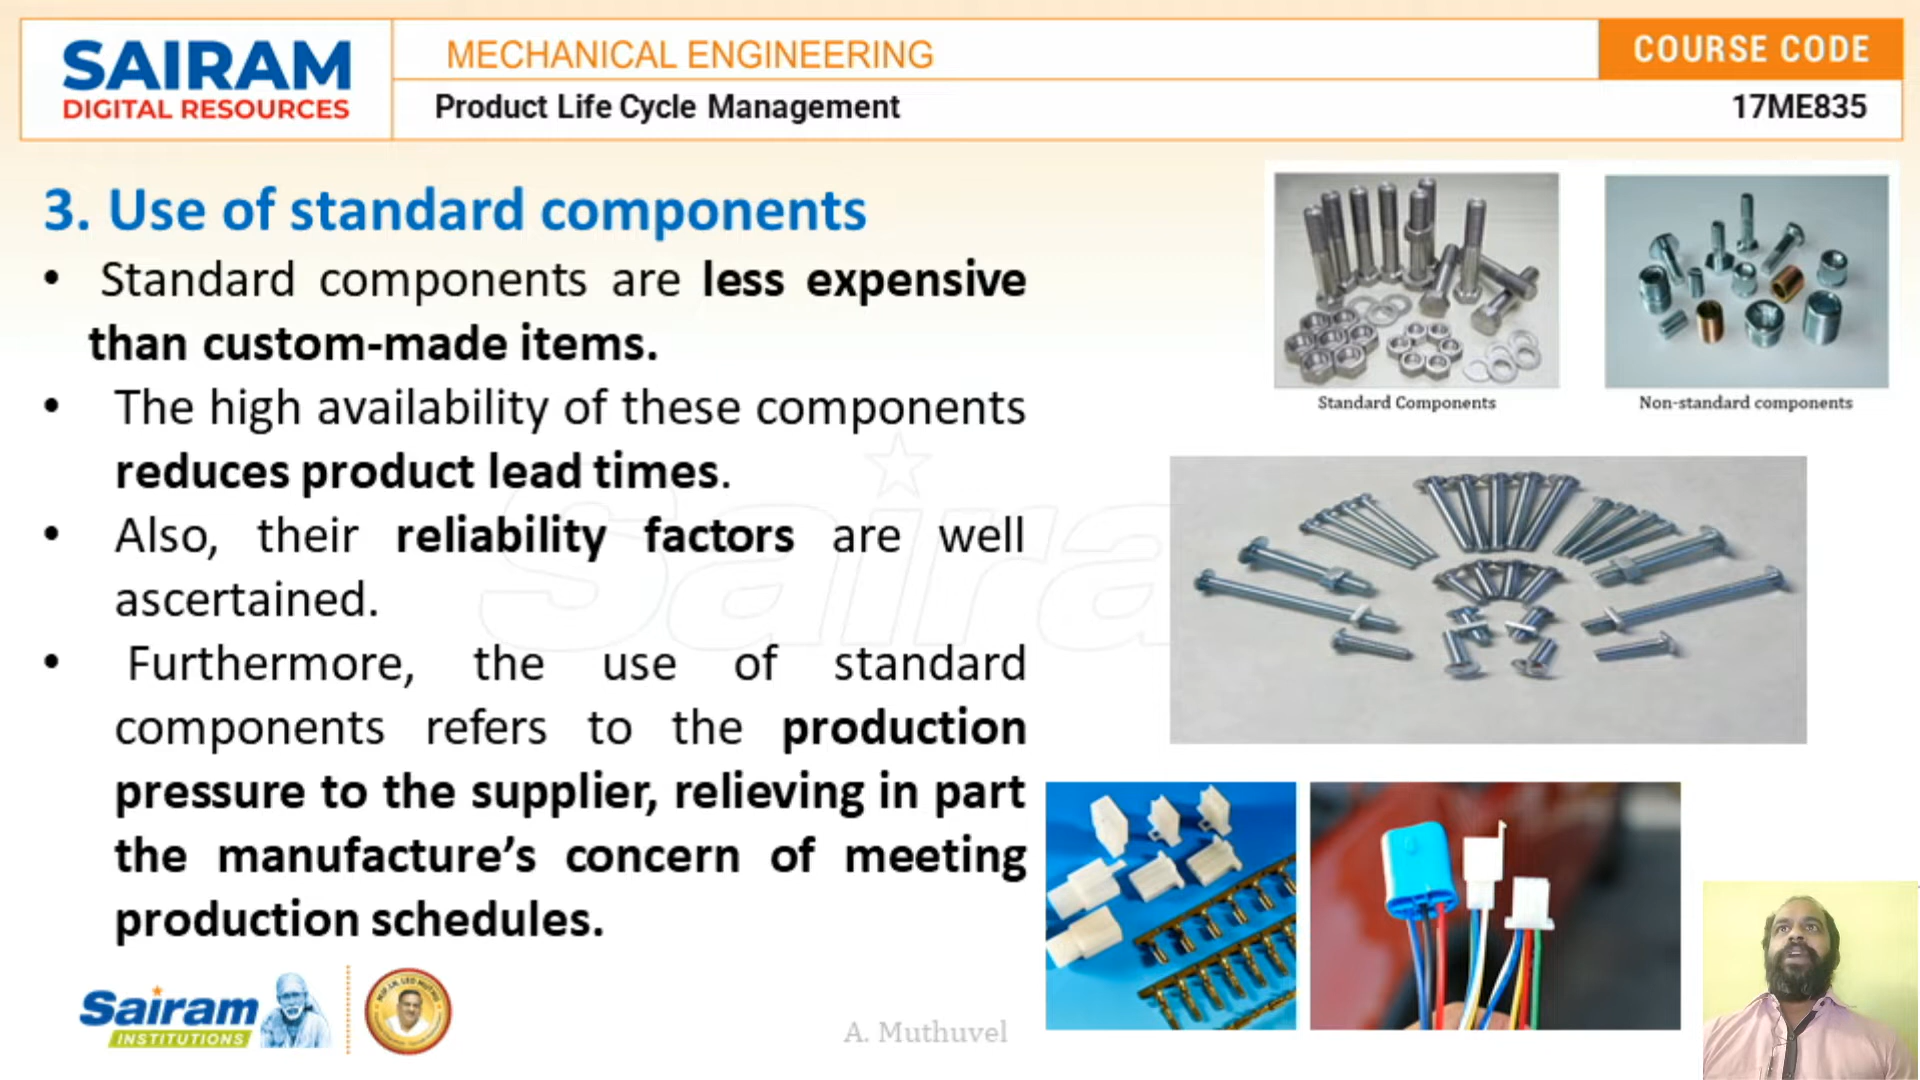 SAIRAM
DIGITAL RESOURCES
MECHANICAL ENGINEERING
COURSE CODE
Product Life Cycle Management
17ME835
3. Use of standard components
• Standard components are less expensive
than custom-made items.
• The high availability of these components
reduces product lead times.
• Also, their reliability factors are well
ascertained.
• Furthermore, the use of standard
components refers to the production
pressure to the supplier, relieving in part
the manufacture’s concern of meeting
production schedules.
Standard Components
Non-standard components
Saira
Sairam
INSTITUTIONS
A. Muthuvel